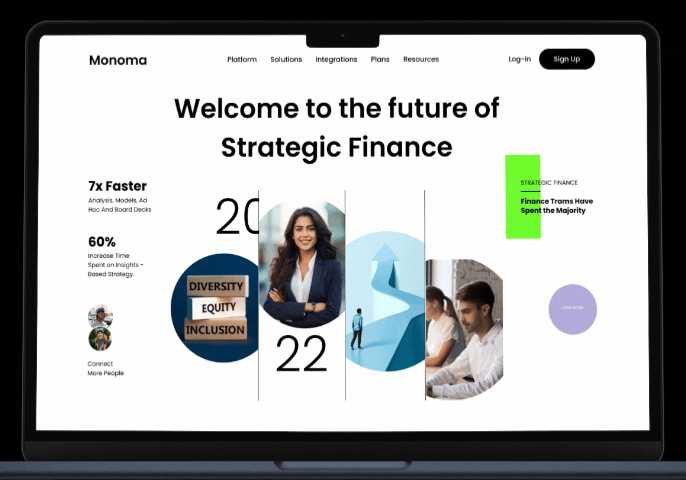 Monoma
Platform
Solutions
Integrations
Plans
Resources
Log-in
Sign Up
Welcome to the future of
Strategic Finance
7x Faster
Analysis, Models, Ad
Hoc And Board Decks
60%
Increase Time
Spent on Insights -
Based Strategy.
Connect
More People
20
DIVERSITY
EQUITY
INCLUSION
22
STRATEGIC FINANCE
Finance Trams Have
Spent the Majority